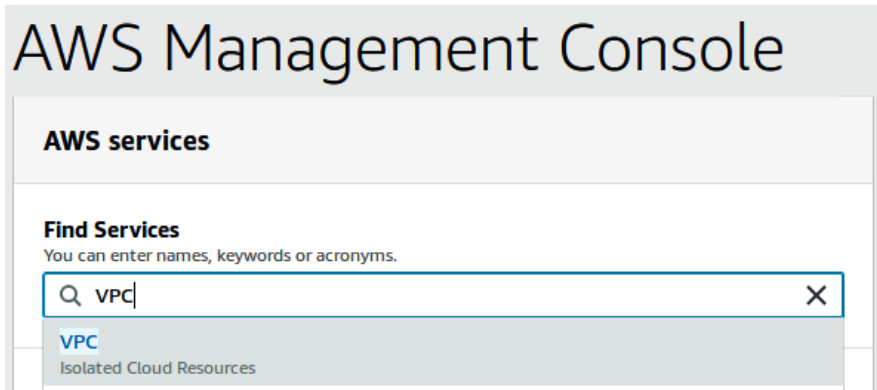 AWS Management Console
AWS services
Find Services
You can enter names, keywords or acronyms.
VPC
VPC
Isolated Cloud Resources